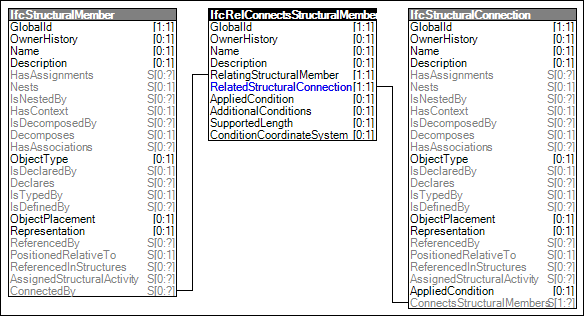 IfcStructuralMember
GlobalId [1:1]
OwnerHistory [0:1]
Name [0:1]
Description [0:1]
HasAssignments S[0:?]
Nests S[0:1]
IsNestedBy S[0:?]
HasContext S[0:1]
IsDecomposedBy S[0:?]
Decomposes S[0:1]
HasAssociations S[0:?]
ObjectType [0:1]
IsDeclaredBy S[0:1]
Declares S[0:?]
IsTypedBy S[0:1]
IsDefinedBy S[0:?]
ObjectPlacement [0:1]
Representation [0:1]
ReferencedBy S[0:?]
PositionedRelativeTo S[0:1]
ReferencedInStructures S[0:?]
AssignedStructuralActivity S[0:?]
ConnectedBy S[0:?]
IfcRelConnectsStructuralMember
GlobalId [1:1]
OwnerHistory [0:1]
Name [0:1]
Description [0:1]
RelatingStructuralMember [1:1]
RelatedStructuralConnection [1:1]
AppliedCondition [0:1]
AdditionalConditions [0:1]
SupportedLength [0:1]
ConditionCoordinateSystem [0:1]
IfcStructuralConnection
GlobalId [1:1]
OwnerHistory [0:1]
Name [0:1]
Description [0:1]
HasAssignments S[0:?]
Nests S[0:1]
IsNestedBy S[0:?]
HasContext S[0:1]
IsDecomposedBy S[0:?]
Decomposes S[0:1]
HasAssociations S[0:?]
ObjectType [0:1]
IsDeclaredBy S[0:1]
Declares S[0:?]
IsTypedBy S[0:1]
IsDefinedBy S[0:?]
ObjectPlacement [0:1]
Representation [0:1]
ReferencedBy S[0:?]
PositionedRelativeTo S[0:1]
ReferencedInStructures S[0:?]
AssignedStructuralActivity S[0:?]
AppliedCondition [0:1]
ConnectsStructuralMembers S[1:?]